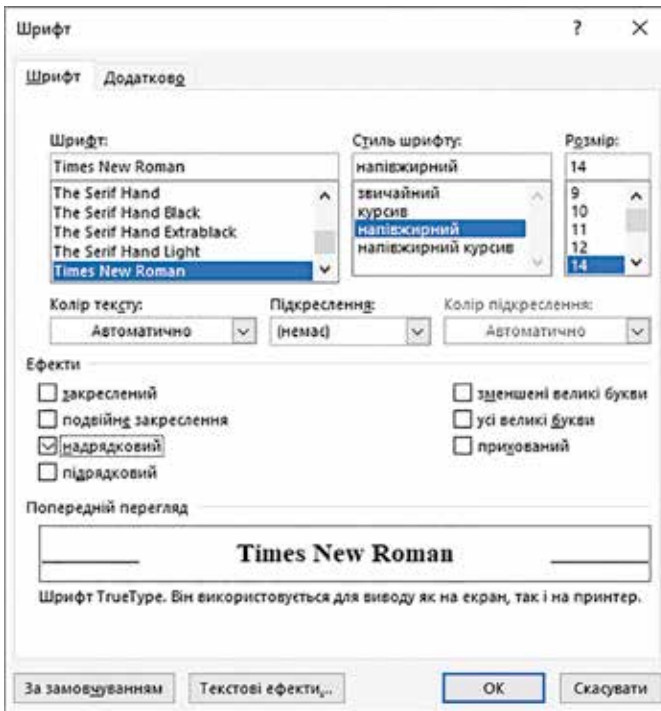 Шрифт ?
Шрифт Додатково
Шрифт: Стиль шрифту: Розмір:
Times New Roman напівжирний 14
The Serif Hand звичайний 9
The Serif Hand Black курсив 10
The Serif Hand Extrablack напівжирний 11
The Serif Hand Light напівжирний курсив 12
Times New Roman 14
Колір тексту: Підкреслення: Колір підкреслення:
Автоматично (немає) Автоматично
Ефекти
закреслений зменшені великі букви
подвійне закреслення усі великі букви
надрядковий прихований
підрядковий
Попередній перегляд
Times New Roman
Шрифт TrueType. Він використовується для виводу як на екран, так і на принтер.
За замовчуванням Текстові ефекти... ОК Скасувати